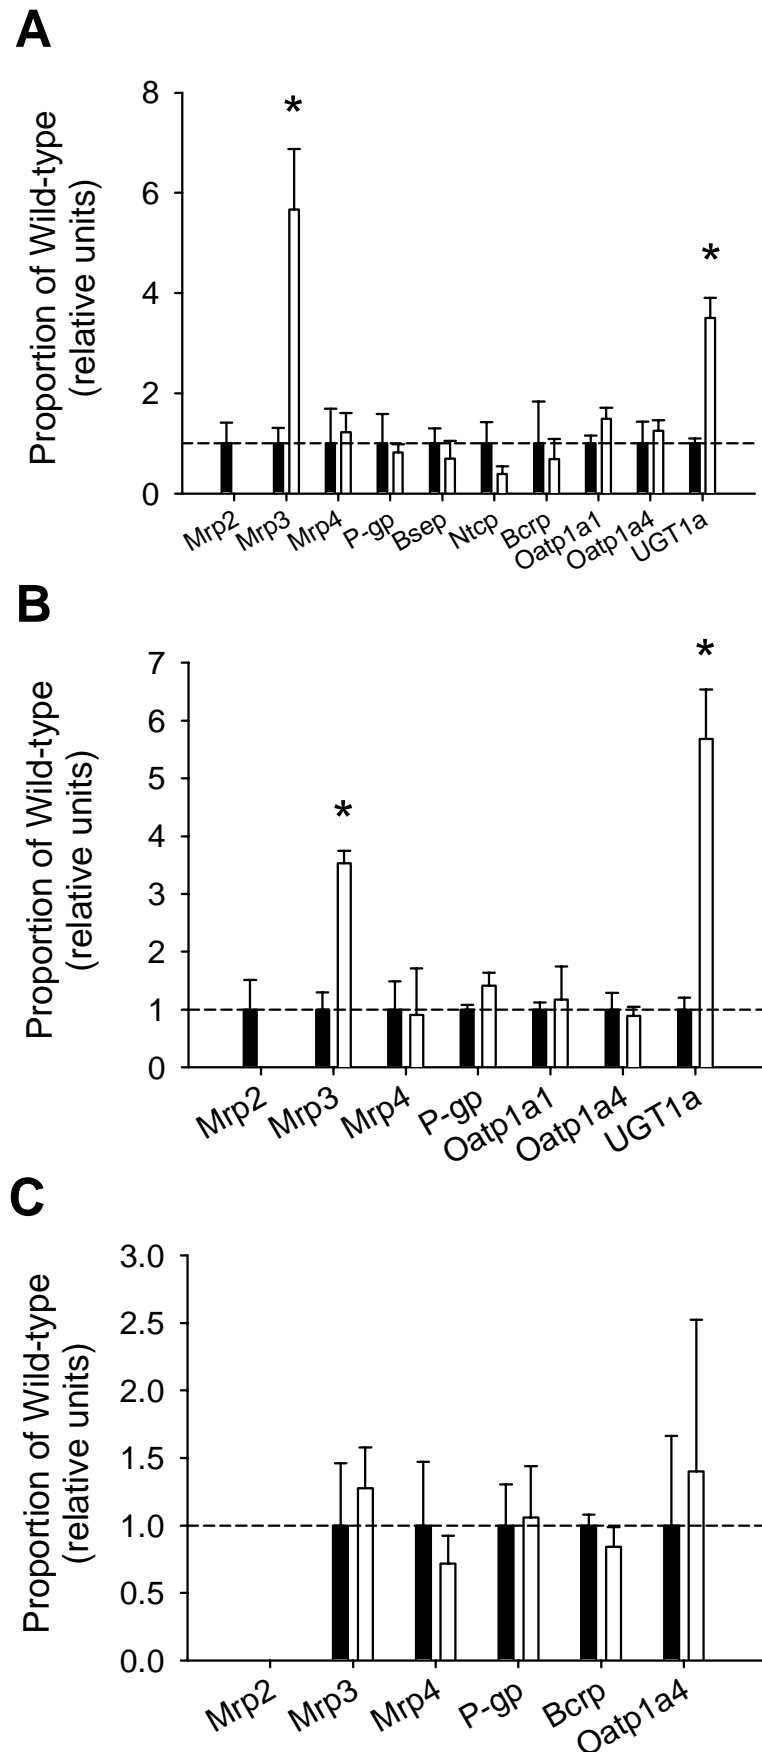 A
Proportion of Wild-type
(relative units)
8
6
4
2
0
*
*
Mrp2
Mrp3
Mrp4
P-gp
Bsep
Ntcp
Bcrp
Oatp1a1
Oatp1a4
UGT1a
B
Proportion of Wild-type
(relative units)
7
6
5
4
3
2
1
0
*
*
Mrp2
Mrp3
Mrp4
P-gp
Oatp1a1
Oatp1a4
UGT1a
C
Proportion of Wild-type
(relative units)
3.0
2.5
2.0
1.5
1.0
0.5
0.0
Mrp2
Mrp3
Mrp4
P-gp
Bcrp
Oatp1a4